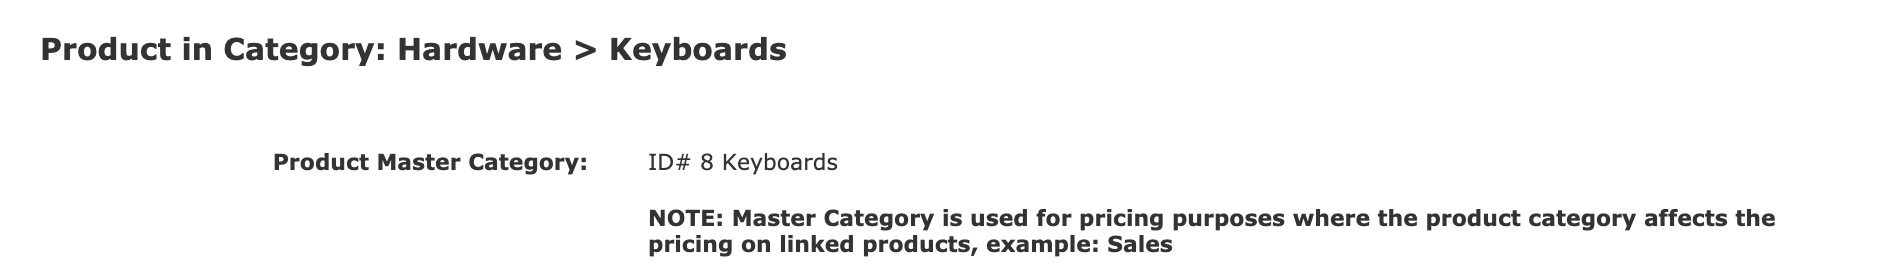 Product in Category: Hardware > Keyboards
Product Master Category: ID# 8 Keyboards
NOTE: Master Category is used for pricing purposes where the product category affects the
pricing on linked products, example: Sales